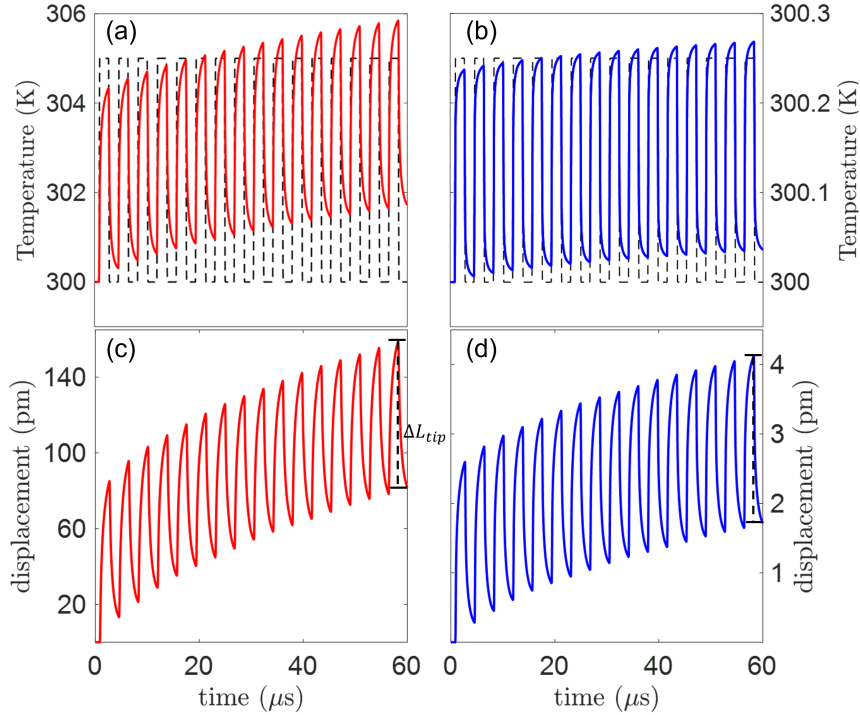 (a)
306
304
302
300
Temperature (K)
(b)
300.3
300.2
300.1
300
Temperature (K)
(c)
140
100
60
20
displacement (pm)
ΔL_tip
0
20
40
60
time (μs)
(d)
4
3
2
1
displacement (pm)
0
20
40
60
time (μs)